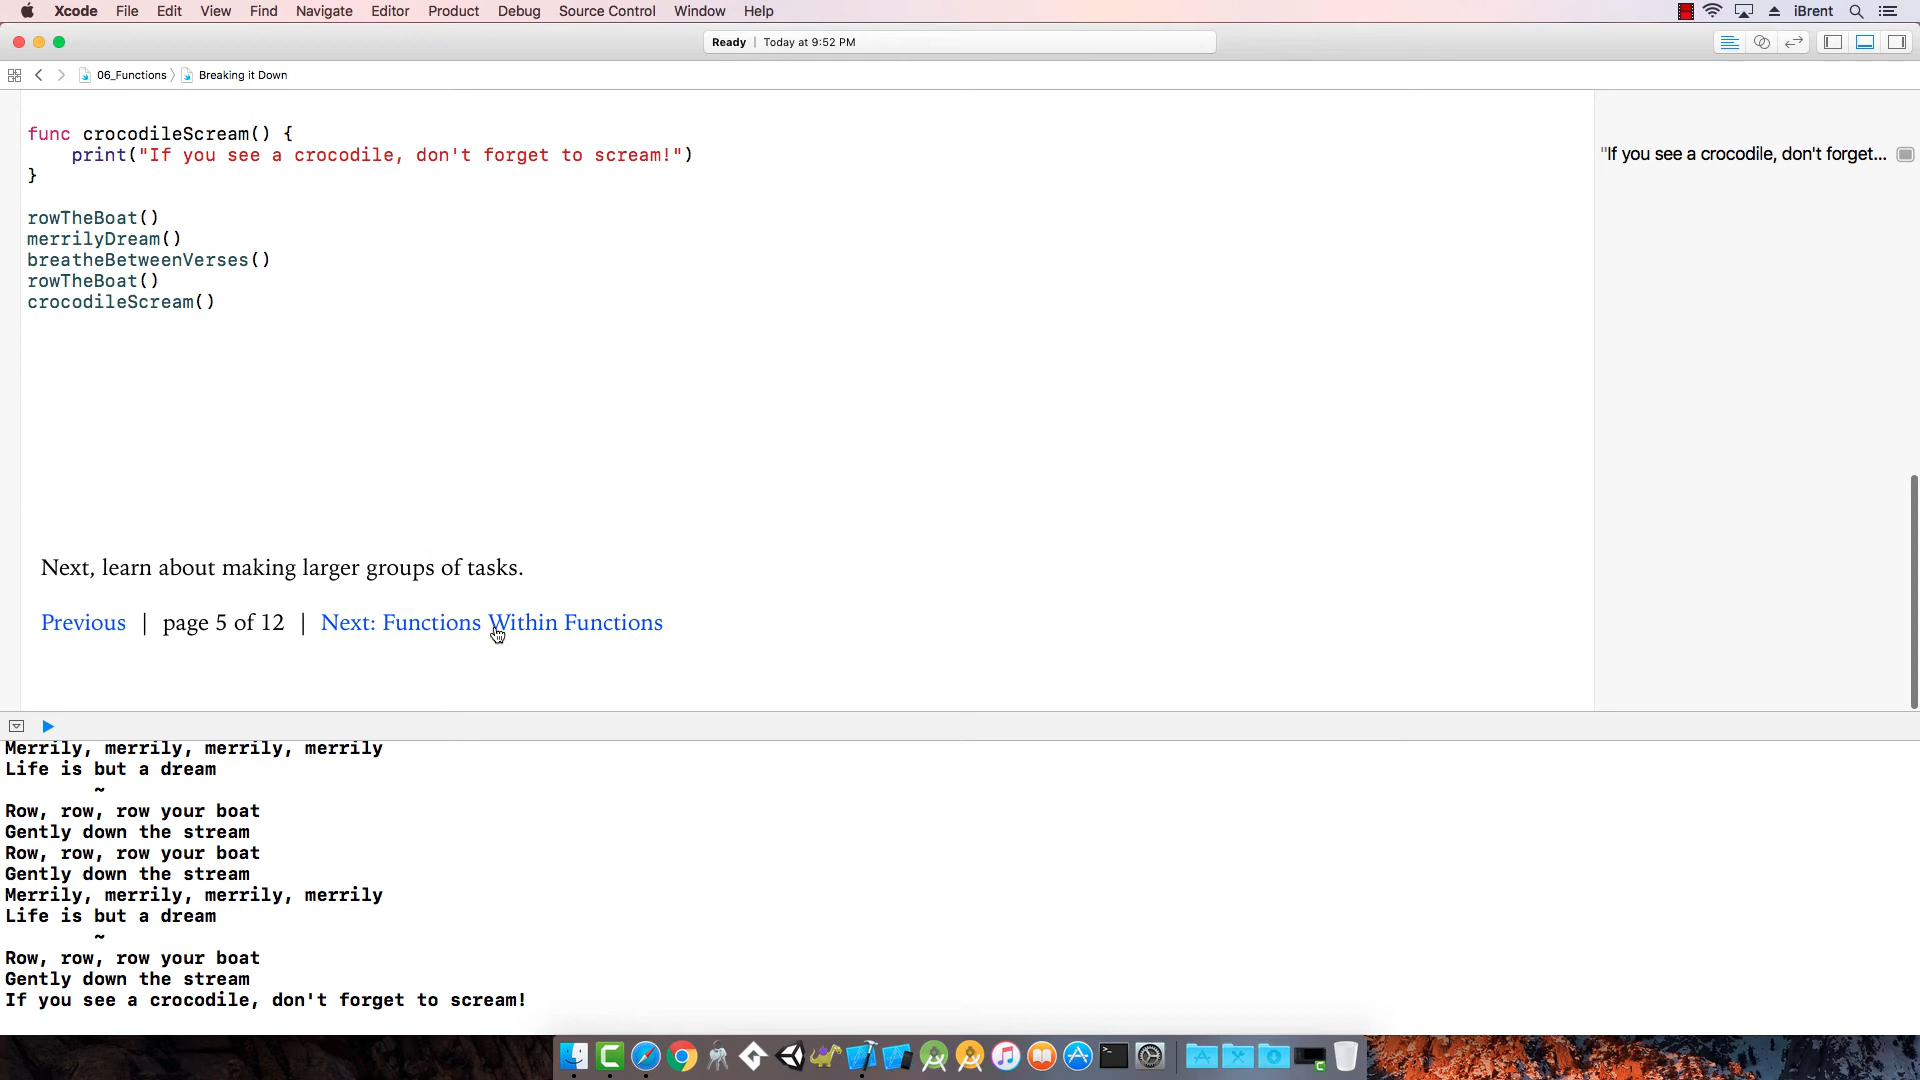 Xcode File Edit View Find Navigate Editor Product Debug Source Control Window Help iBrent
Ready | Today at 9:52 PM
06_Functions Breaking it Down
func crocodileScream() {
print("If you see a crocodile, don't forget to scream!")
}
"If you see a crocodile, don't forget...
rowTheBoat()
merrilyDream()
breatheBetweenVerses()
rowTheBoat()
crocodileScream()
Next, learn about making larger groups of tasks.
Previous | page 5 of 12 | Next: Functions Within Functions
Merrily, merrily, merrily, merrily
Life is but a dream
~
Row, row, row your boat
Gently down the stream
Row, row, row your boat
Gently down the stream
Merrily, merrily, merrily, merrily
Life is but a dream
~
Row, row, row your boat
Gently down the stream
If you see a crocodile, don't forget to scream!